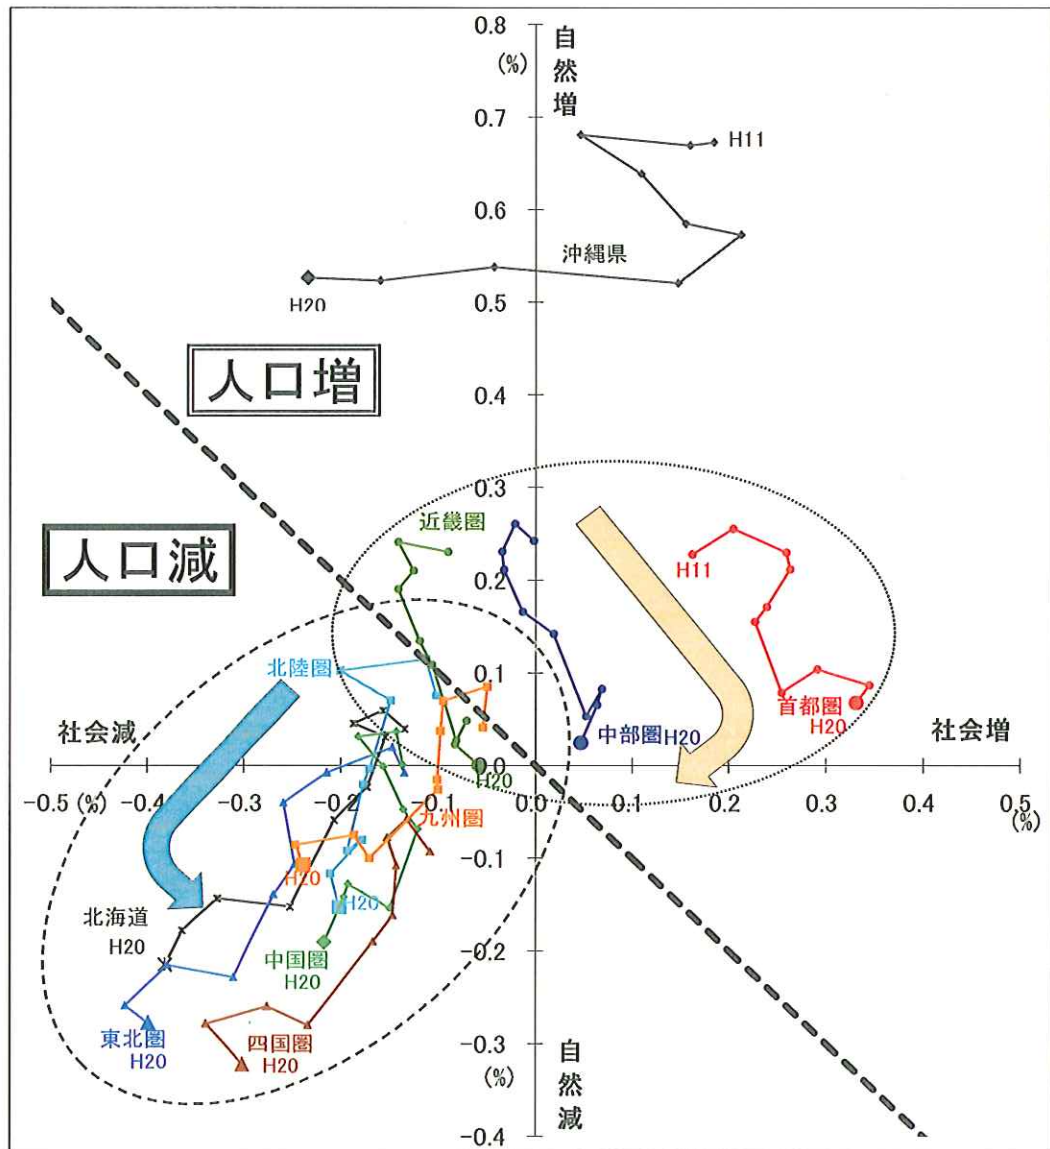 0.8
(%)
自然増
0.7
H11
0.6
沖縄県
0.5
H20
人口増
0.4
0.3
近畿圏
人口減
0.2
H11
北陸圏
0.1
首都圏
H20
中部圏H20
社会減
社会増
H20
-0.5
(%)
-0.4
-0.3
-0.2
-0.1
0.0
0.1
0.2
0.3
0.4
0.5
(%)
九州圏
-0.1
H20
北海道
H20
H20
-0.2
中国圏
H20
東北圏
H20
四国圏
H20
-0.3
(%)
自然減
-0.4